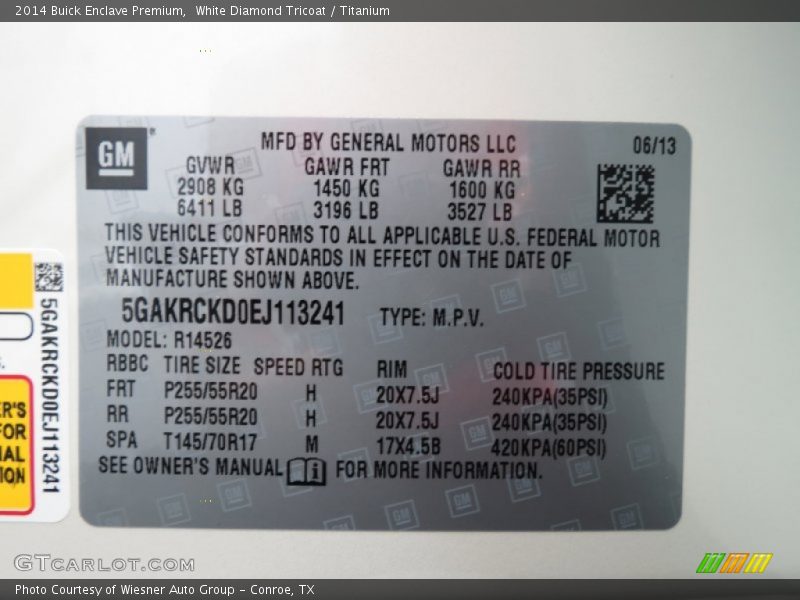 2014 Buick Enclave Premium, White Diamond Tricoat / Titanium
GM
MFD BY GENERAL MOTORS LLC 06/13
GVWR GAWR FRT GAWR RR
2908 KG 1450 KG 1600 KG
6411 LB 3196 LB 3527 LB
THIS VEHICLE CONFORMS TO ALL APPLICABLE U.S. FEDERAL MOTOR
VEHICLE SAFETY STANDARDS IN EFFECT ON THE DATE OF
MANUFACTURE SHOWN ABOVE.
5GAKRCKD0EJ113241 TYPE: M.P.V.
MODEL: R14526
RBBC TIRE SIZE SPEED RTG RIM COLD TIRE PRESSURE
FRT P255/55R20 H 20X7.5J 240KPA(35PSI)
RR P255/55R20 H 20X7.5J 240KPA(35PSI)
SPA T145/70R17 M 17X4.5B 420KPA(60PSI)
SEE OWNER'S MANUAL FOR MORE INFORMATION.
5GAKRCKD0EJ113241
ER'S
FOR
IAL
ION
GTCARLOT.COM
Photo Courtesy of Wiesner Auto Group - Conroe, TX